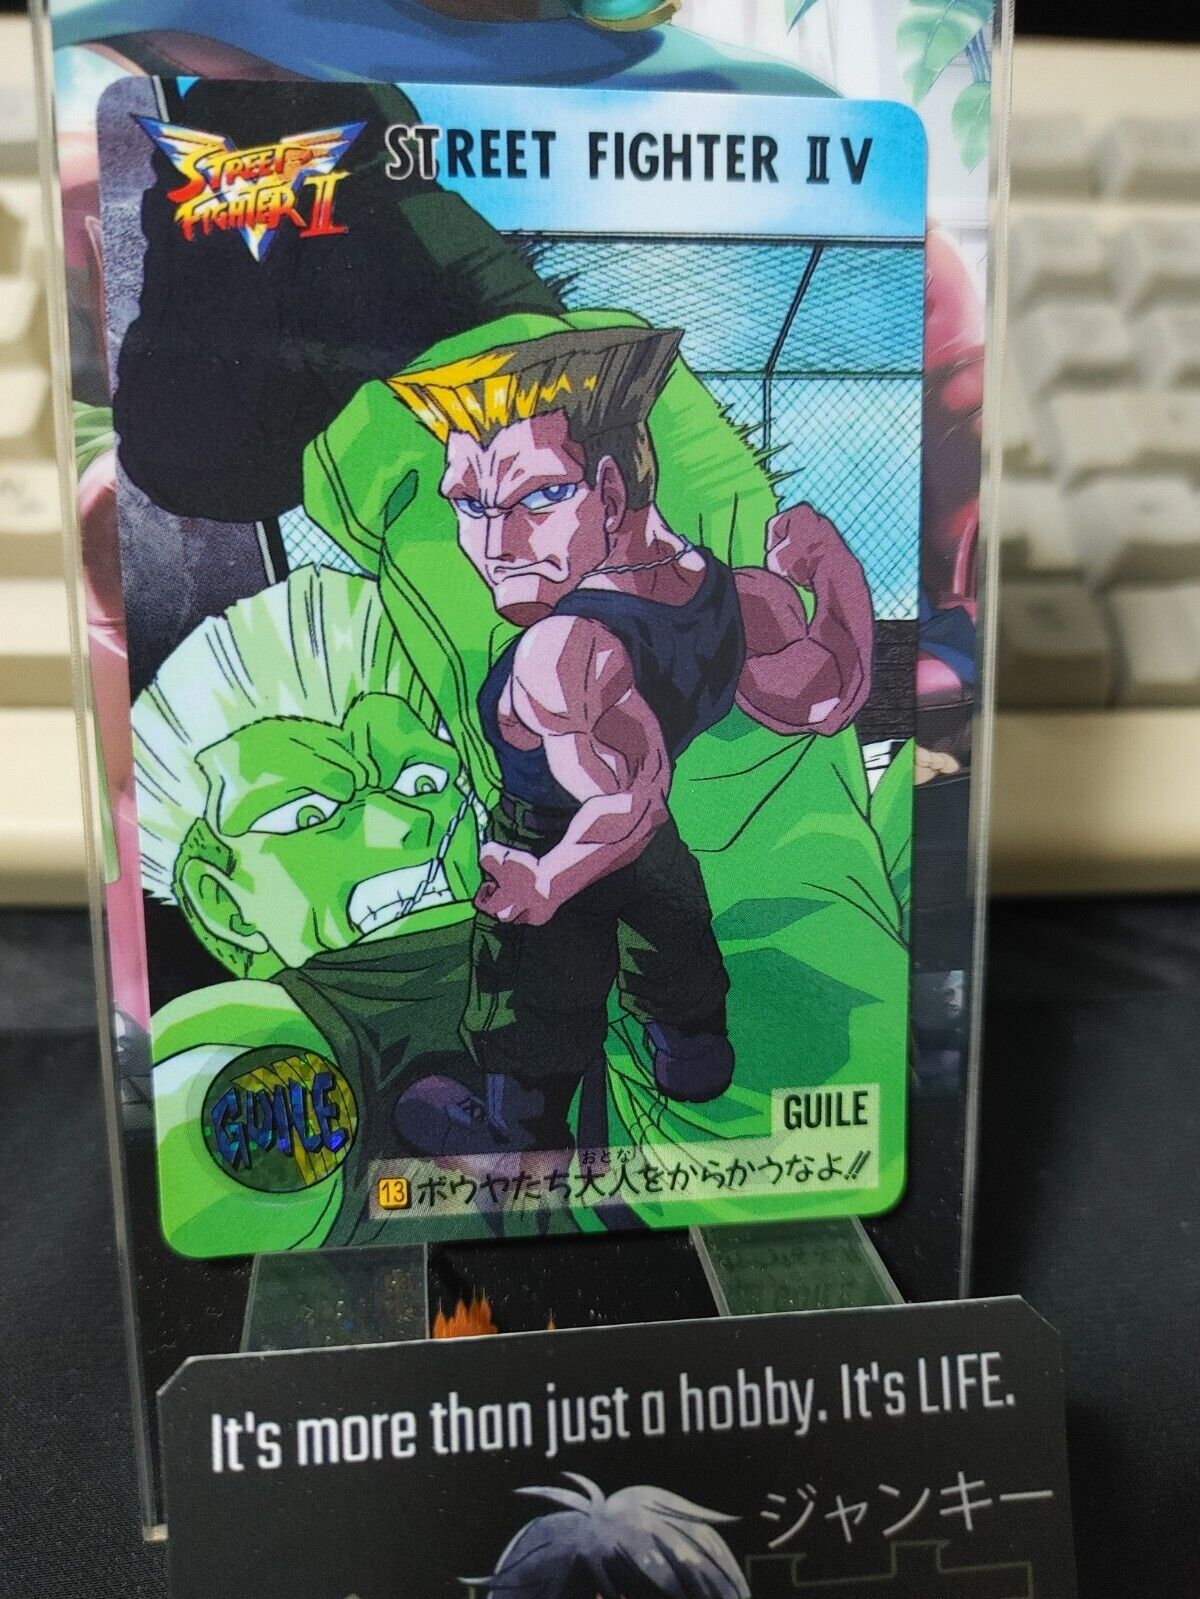 STREET FIGHTER II
STREET FIGHTER II V
GUILE
GUILE
おとな
13 ボウヤたち大人をからかうなよ!!
It's more than just a hobby. It's LIFE.
ジャンキー